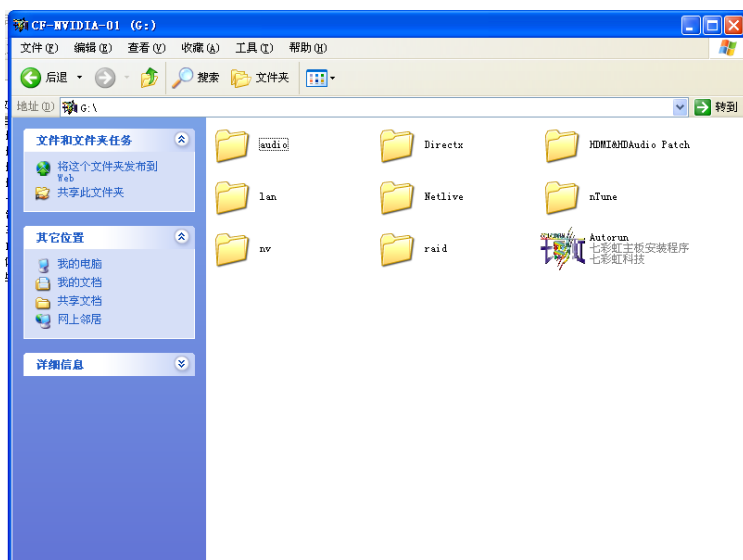 CF-NVIDIA-01 (G:)
文件(F) 编辑(E) 查看(V) 收藏(A) 工具(T) 帮助(H)
后退 搜索 文件夹
地址(D) G:\ 转到
文件和文件夹任务
将这个文件夹发布到
Web
共享此文件夹
其它位置
我的电脑
我的文档
共享文档
网上邻居
详细信息
audio Directx HDMI&HDAudio Patch
lan Netlive nTune
nv raid Autorun
七彩虹主板安装程序
七彩虹科技